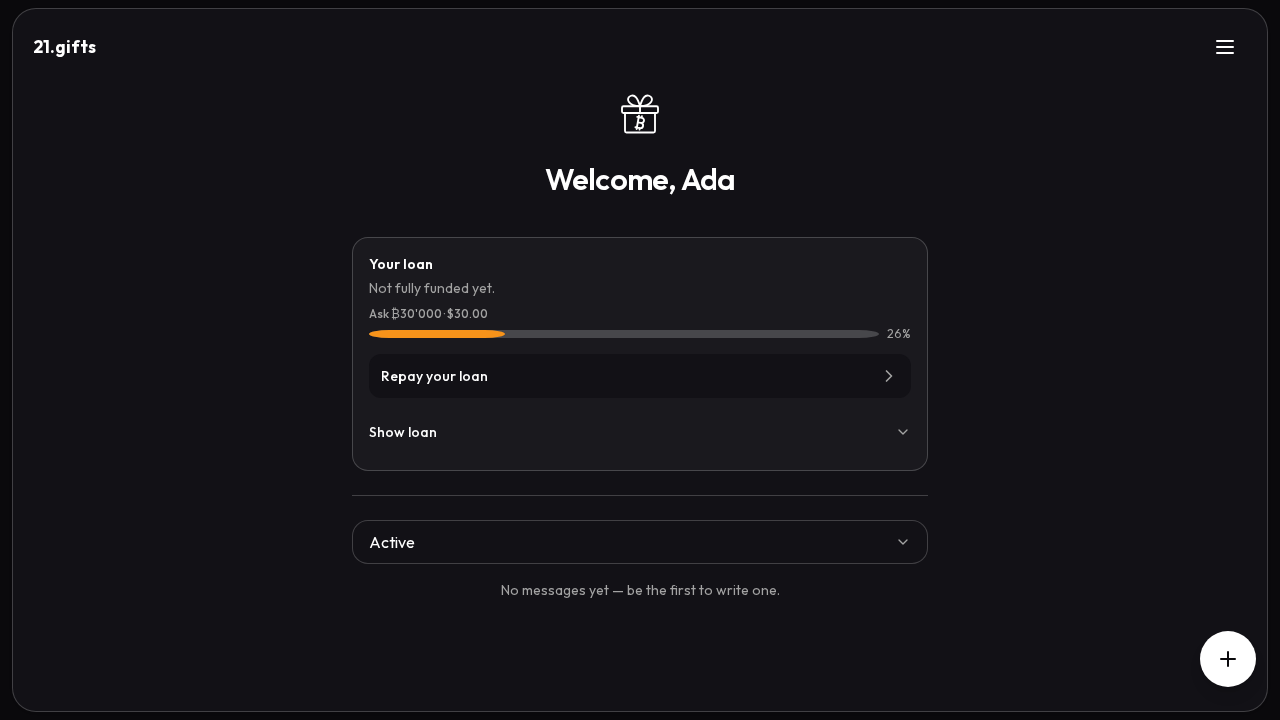 21.gifts
Welcome, Ada
Your loan
Not fully funded yet.
Ask ₿30'000 · $30.00
26%
Repay your loan
Show loan
Active
No messages yet — be the first to write one.